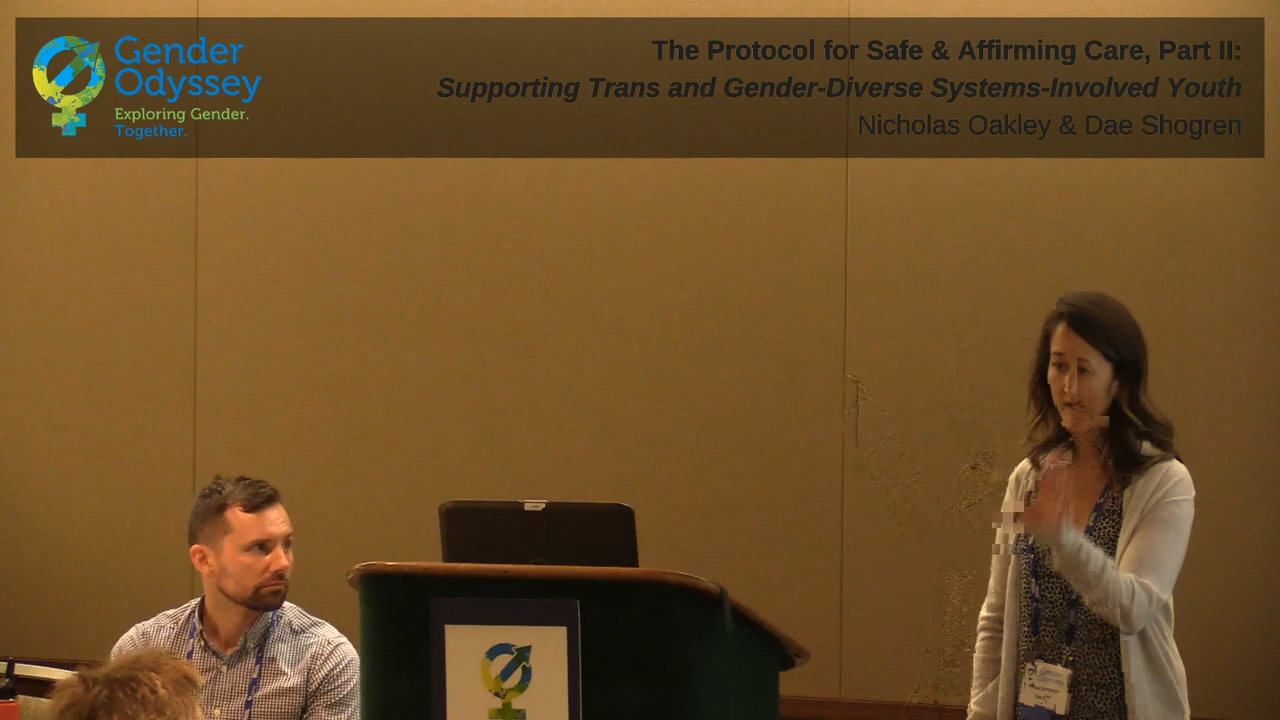 Gender
Odyssey
Exploring Gender.
Together.
The Protocol for Safe & Affirming Care, Part II:
Supporting Trans and Gender-Diverse Systems-Involved Youth
Nicholas Oakley & Dae Shogren